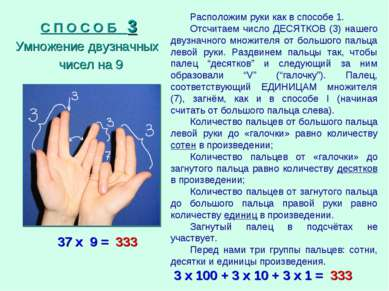 С П О С О Б 3
Умножение двузначных
чисел на 9
3
3
3
37 х 9 = 333
Расположим руки как в способе 1.
Отсчитаем число ДЕСЯТКОВ (3) нашего
двузначного множителя от большого пальца
левой руки. Раздвинем пальцы так, чтобы
палец “десятков” и следующий за ним
образовали “V” (“галочку”). Палец,
соответствующий ЕДИНИЦАМ множителя
(7), загнём, как и в способе I (начиная
считать от большого пальца слева).
Количество пальцев от большого пальца
левой руки до «галочки» равно количеству
сотен в произведении;
Количество пальцев от «галочки» до
загнутого пальца равно количеству десятков
в произведении;
Количество пальцев от загнутого пальца
до большого пальца правой руки равно
количеству единиц в произведении.
Загнутый палец в подсчётах не
участвует.
Перед нами три группы пальцев: сотни,
десятки и единицы произведения.
3 х 100 + 3 х 10 + 3 х 1 = 333